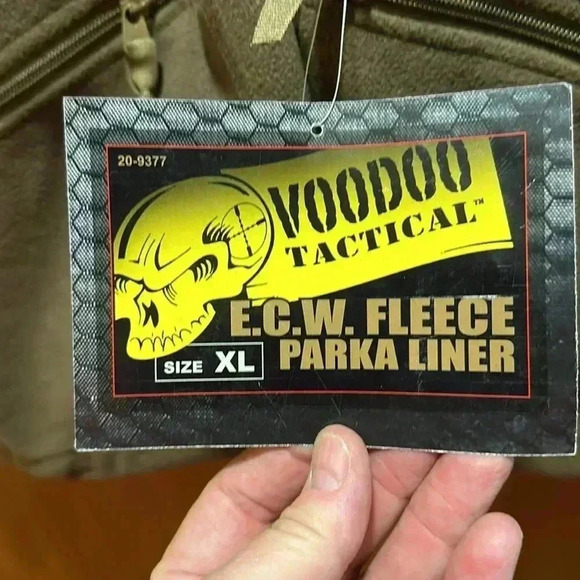 20-9377
VOODOO
TACTICAL™
E.C.W. FLEECE
PARKA LINER
SIZE XL